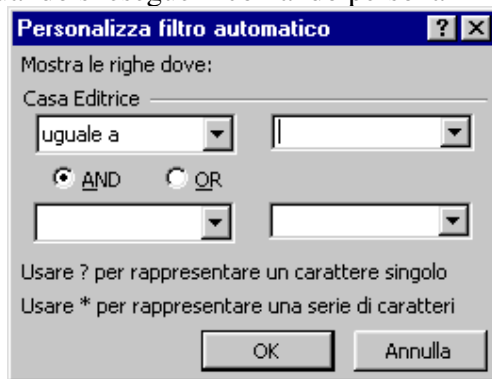 Personalizza filtro automatico
Mostra le righe dove:
Casa Editrice
uguale a
AND OR
Usare ? per rappresentare un carattere singolo
Usare * per rappresentare una serie di caratteri
OK Annulla